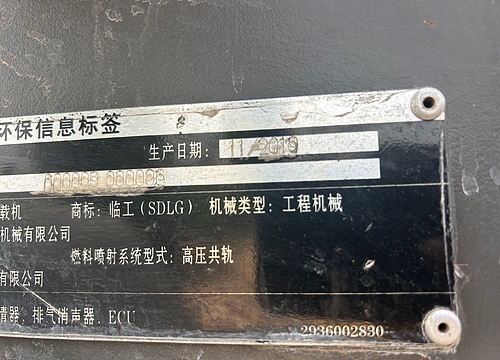 环保信息标签
生产日期: 11/2019
载机 商标: 临工(SDLG) 机械类型: 工程机械
机械有限公司
燃料喷射系统型式: 高压共轨
有限公司
清器、排气消声器、ECU
2936002830